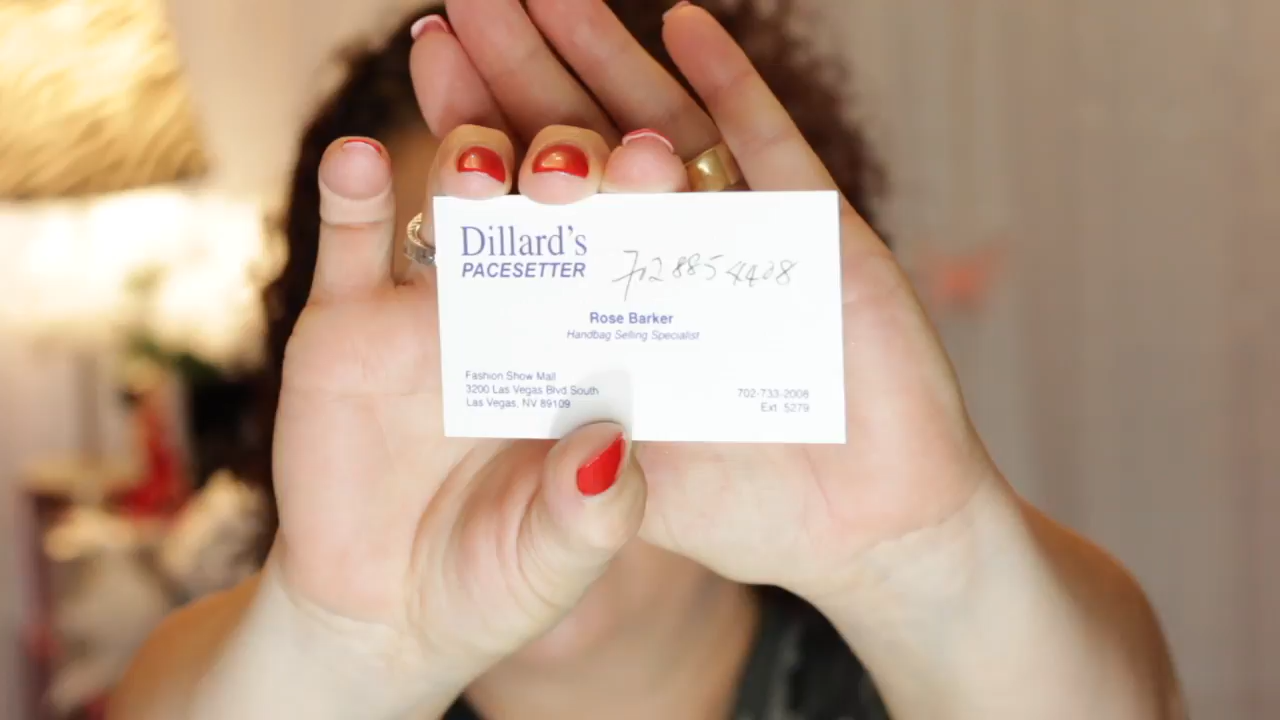 Dillard's
PACESETTER
702 885 4408
Rose Barker
Handbag Selling Specialist
Fashion Show Mall
3200 Las Vegas Blvd South
Las Vegas, NV 89109
702-733-2008
Ext 5279